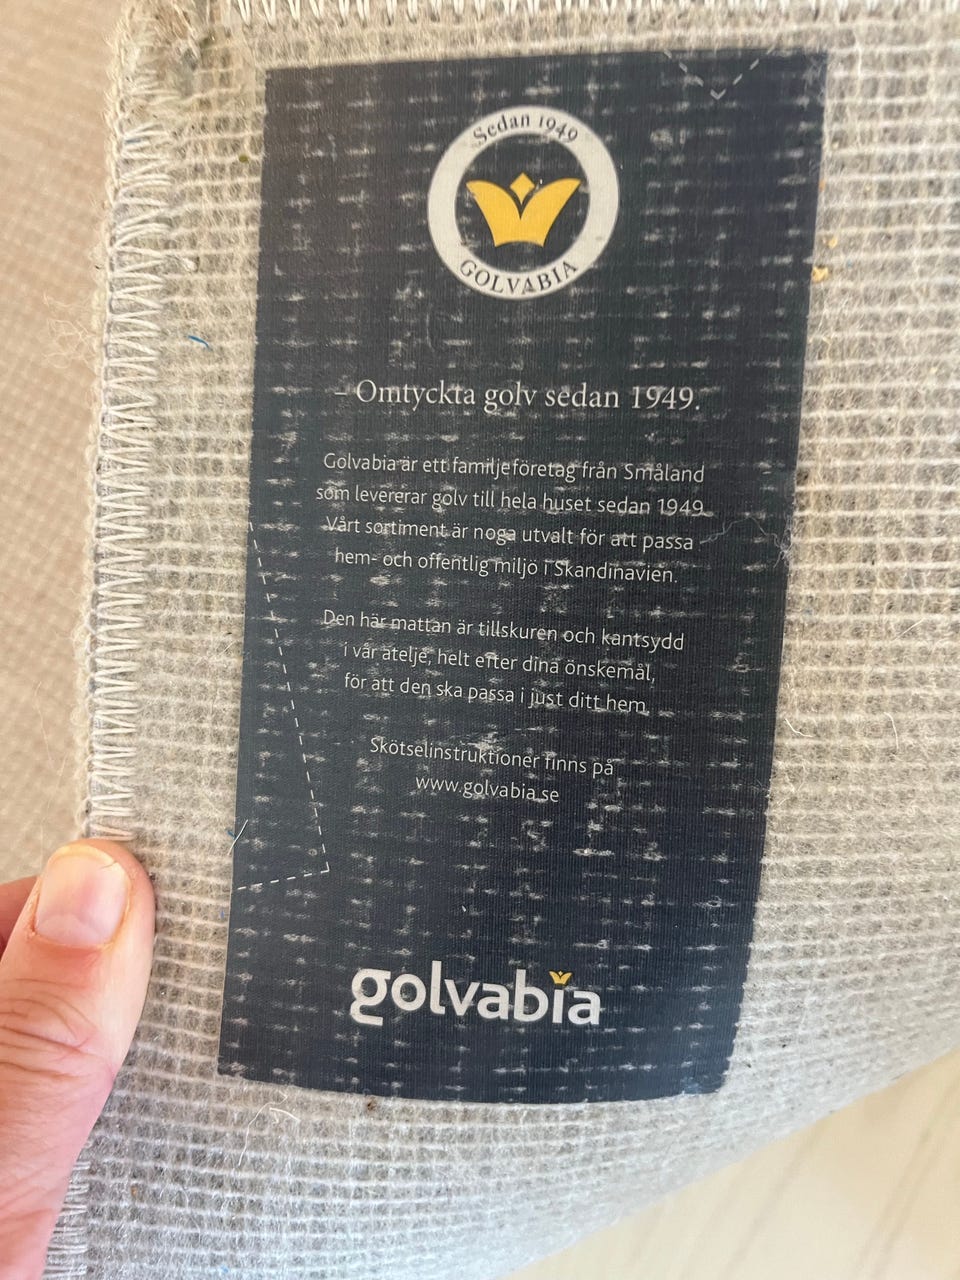 Sedan 1949
GOLVABIA
– Omtyckta golv sedan 1949.
Golvabia är ett familjeföretag från Småland
som levererar golv till hela huset sedan 1949.
Vårt sortiment är noga utvalt för att passa
hem- och offentlig miljö i Skandinavien.
Den här mattan är tillskuren och kantsydd
i vår ateljé, helt efter dina önskemål,
för att den ska passa i just ditt hem.
Skötselinstruktioner finns på
www.golvabia.se
golvabia